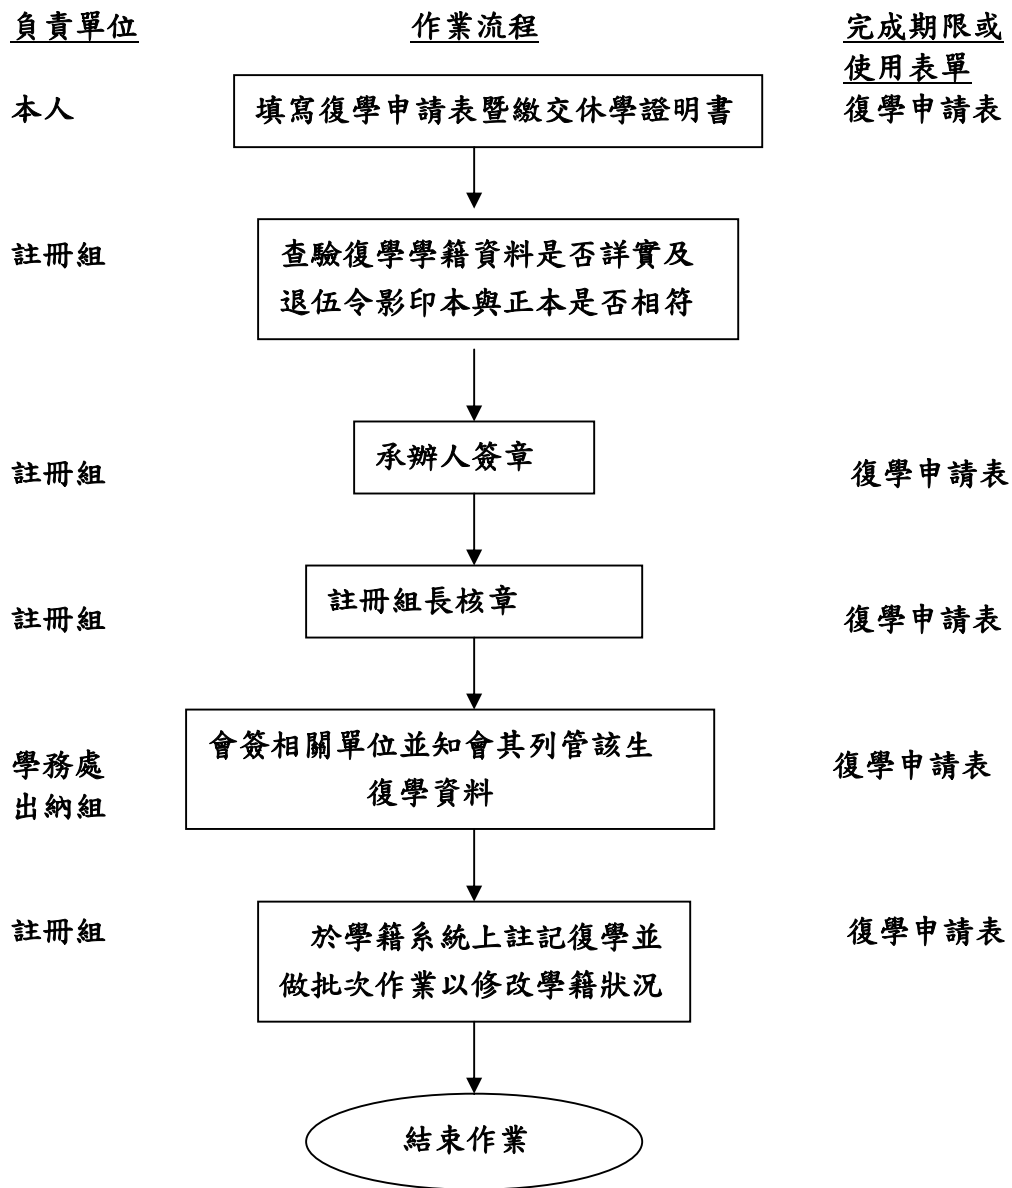 負責單位 作業流程 完成期限或
使用表單
本人 填寫復學申請表暨繳交休學證明書 復學申請表
註冊組 查驗復學學籍資料是否詳實及
退伍令影印本與正本是否相符
承辦人簽章
註冊組 復學申請表
註冊組長核章
註冊組 復學申請表
會簽相關單位並知會其列管該生
學務處 復學申請表
復學資料
出納組
註冊組 於學籍系統上註記復學並 復學申請表
做批次作業以修改學籍狀況
結束作業